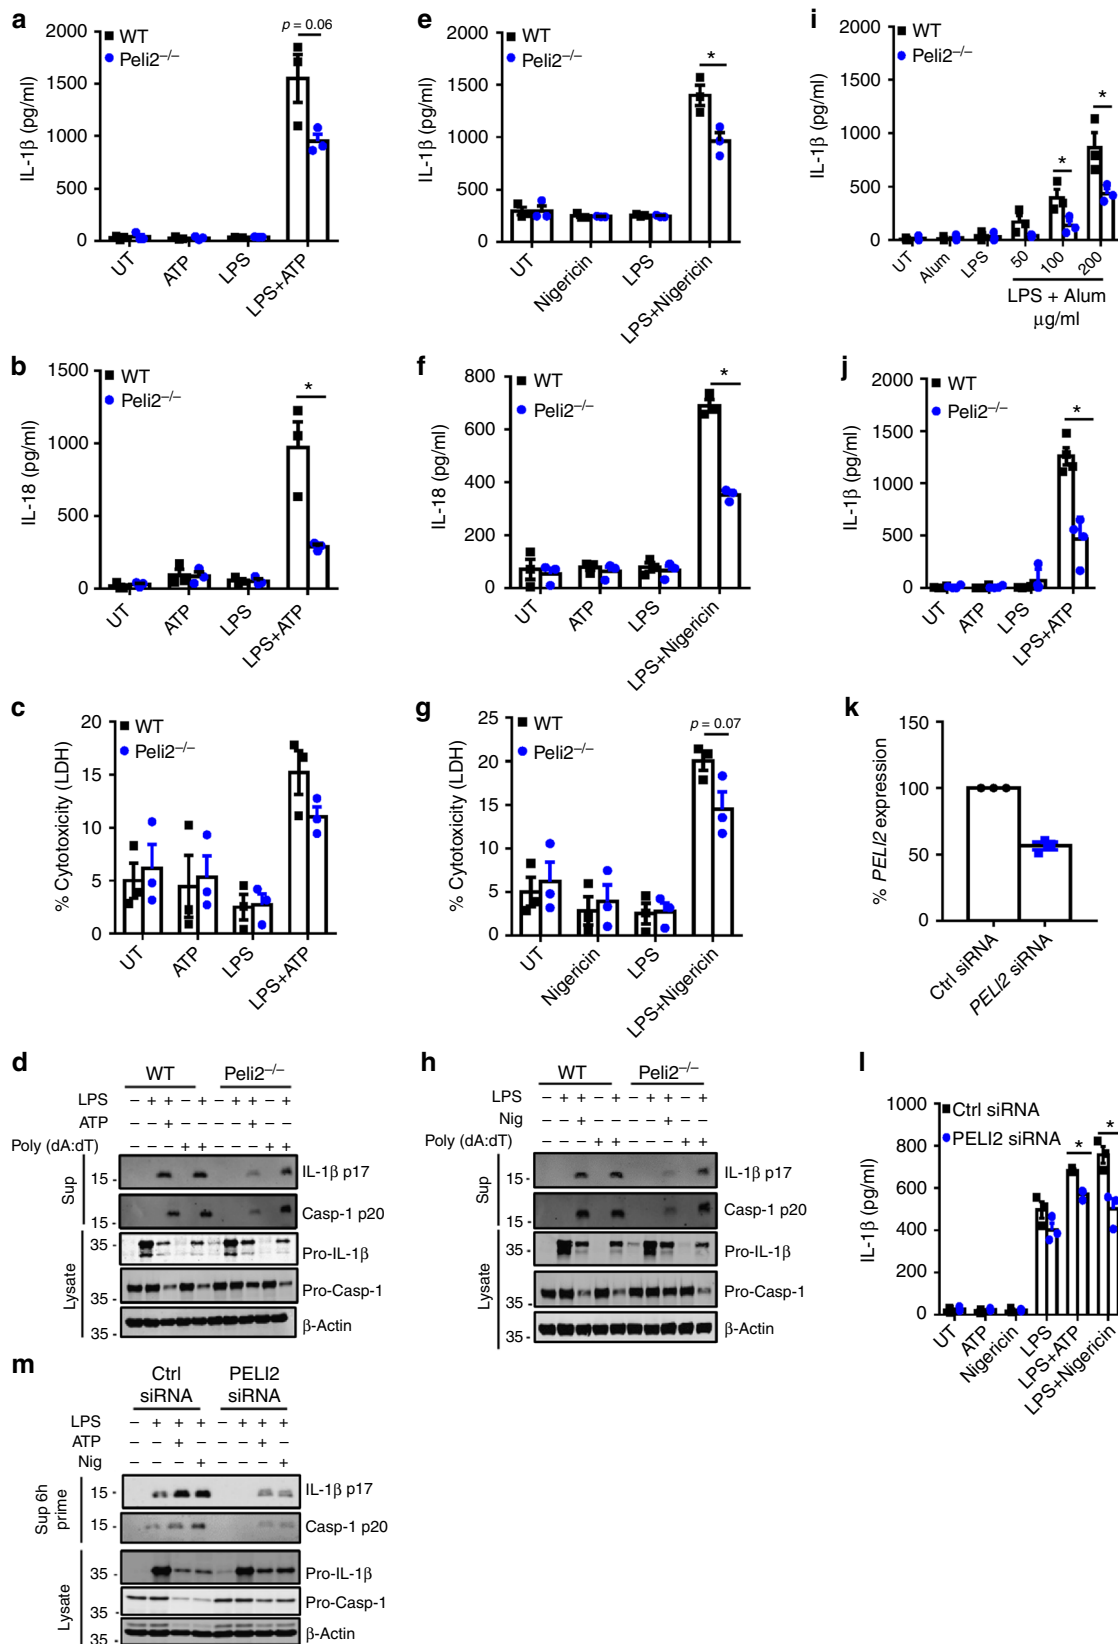 a
p = 0.06
2000
1500
1000
500
0
IL-1β (pg/ml)
WT
Peli2–/–
UT
ATP
LPS
LPS+ATP
e
*
2000
1500
1000
500
0
IL-1β (pg/ml)
WT
Peli2–/–
UT
Nigericin
LPS
LPS+Nigericin
i
*
*
2000
1500
1000
500
0
IL-1β (pg/ml)
WT
Peli2–/–
UT
Alum
LPS
50
100
200
LPS + Alum
μg/ml
b
*
1500
1000
500
0
IL-18 (pg/ml)
WT
Peli2–/–
UT
ATP
LPS
LPS+ATP
f
*
800
600
400
200
0
IL-18 (pg/ml)
WT
Peli2–/–
UT
ATP
LPS
LPS+Nigericin
j
*
2000
1500
1000
500
0
IL-1β (pg/ml)
WT
Peli2–/–
UT
ATP
LPS
LPS+ATP
c
20
15
10
5
0
% Cytotoxicity (LDH)
WT
Peli2–/–
UT
ATP
LPS
LPS+ATP
g
p = 0.07
25
20
15
10
5
0
% Cytotoxicity (LDH)
WT
Peli2–/–
UT
Nigericin
LPS
LPS+Nigericin
k
150
100
50
0
% PELI2 expression
Ctrl siRNA
PELI2 siRNA
d
WT Peli2–/–
LPS – + + – + – + + – +
ATP – – + – – – – + – –
Poly (dA:dT) – – – + + – – – + +
Sup
15 - IL-1β p17
15 - Casp-1 p20
Lysate
35 - Pro-IL-1β
35 - Pro-Casp-1
35 - β-Actin
h
WT Peli2–/–
LPS – + + – + – + + – +
Nig – – + – – – – + – –
Poly (dA:dT) – – – + + – – – + +
Sup
15 - IL-1β p17
15 - Casp-1 p20
Lysate
35 - Pro-IL-1β
35 - Pro-Casp-1
35 - β-Actin
l
*
*
1000
800
600
400
200
0
IL-1β (pg/ml)
Ctrl siRNA
PELI2 siRNA
UT
ATP
Nigericin
LPS
LPS+ATP
LPS+Nigericin
m
Ctrl siRNA
PELI2 siRNA
LPS – + + + – + + +
ATP – – + – – – + –
Nig – – – + – – – +
Sup 6h prime
15 - IL-1β p17
15 - Casp-1 p20
Lysate
35 - Pro-IL-1β
35 - Pro-Casp-1
35 - β-Actin